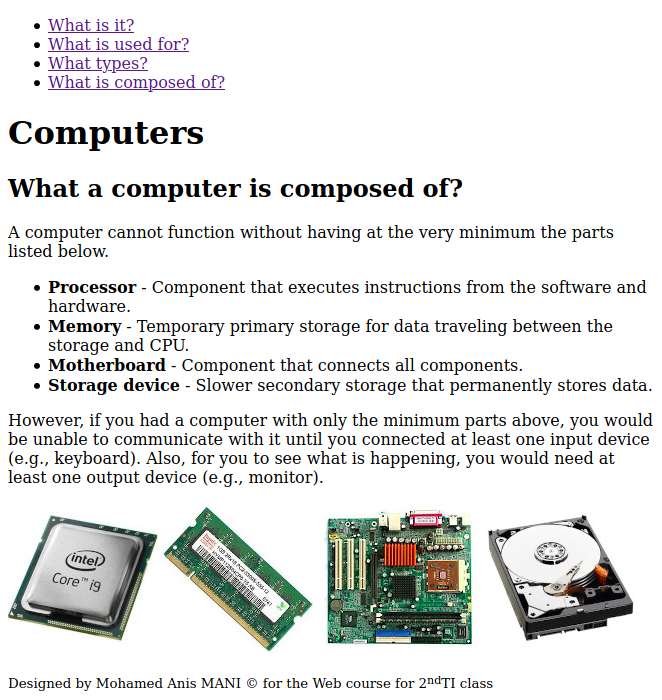 What is it?
What is used for?
What types?
What is composed of?
Computers
What a computer is composed of?
A computer cannot function without having at the very minimum the parts
listed below.
Processor - Component that executes instructions from the software and
hardware.
Memory - Temporary primary storage for data traveling between the
storage and CPU.
Motherboard - Component that connects all components.
Storage device - Slower secondary storage that permanently stores data.
However, if you had a computer with only the minimum parts above, you would
be unable to communicate with it until you connected at least one input device
(e.g., keyboard). Also, for you to see what is happening, you would need at
least one output device (e.g., monitor).
intel
Core™ i9
Designed by Mohamed Anis MANI © for the Web course for 2ndTI class